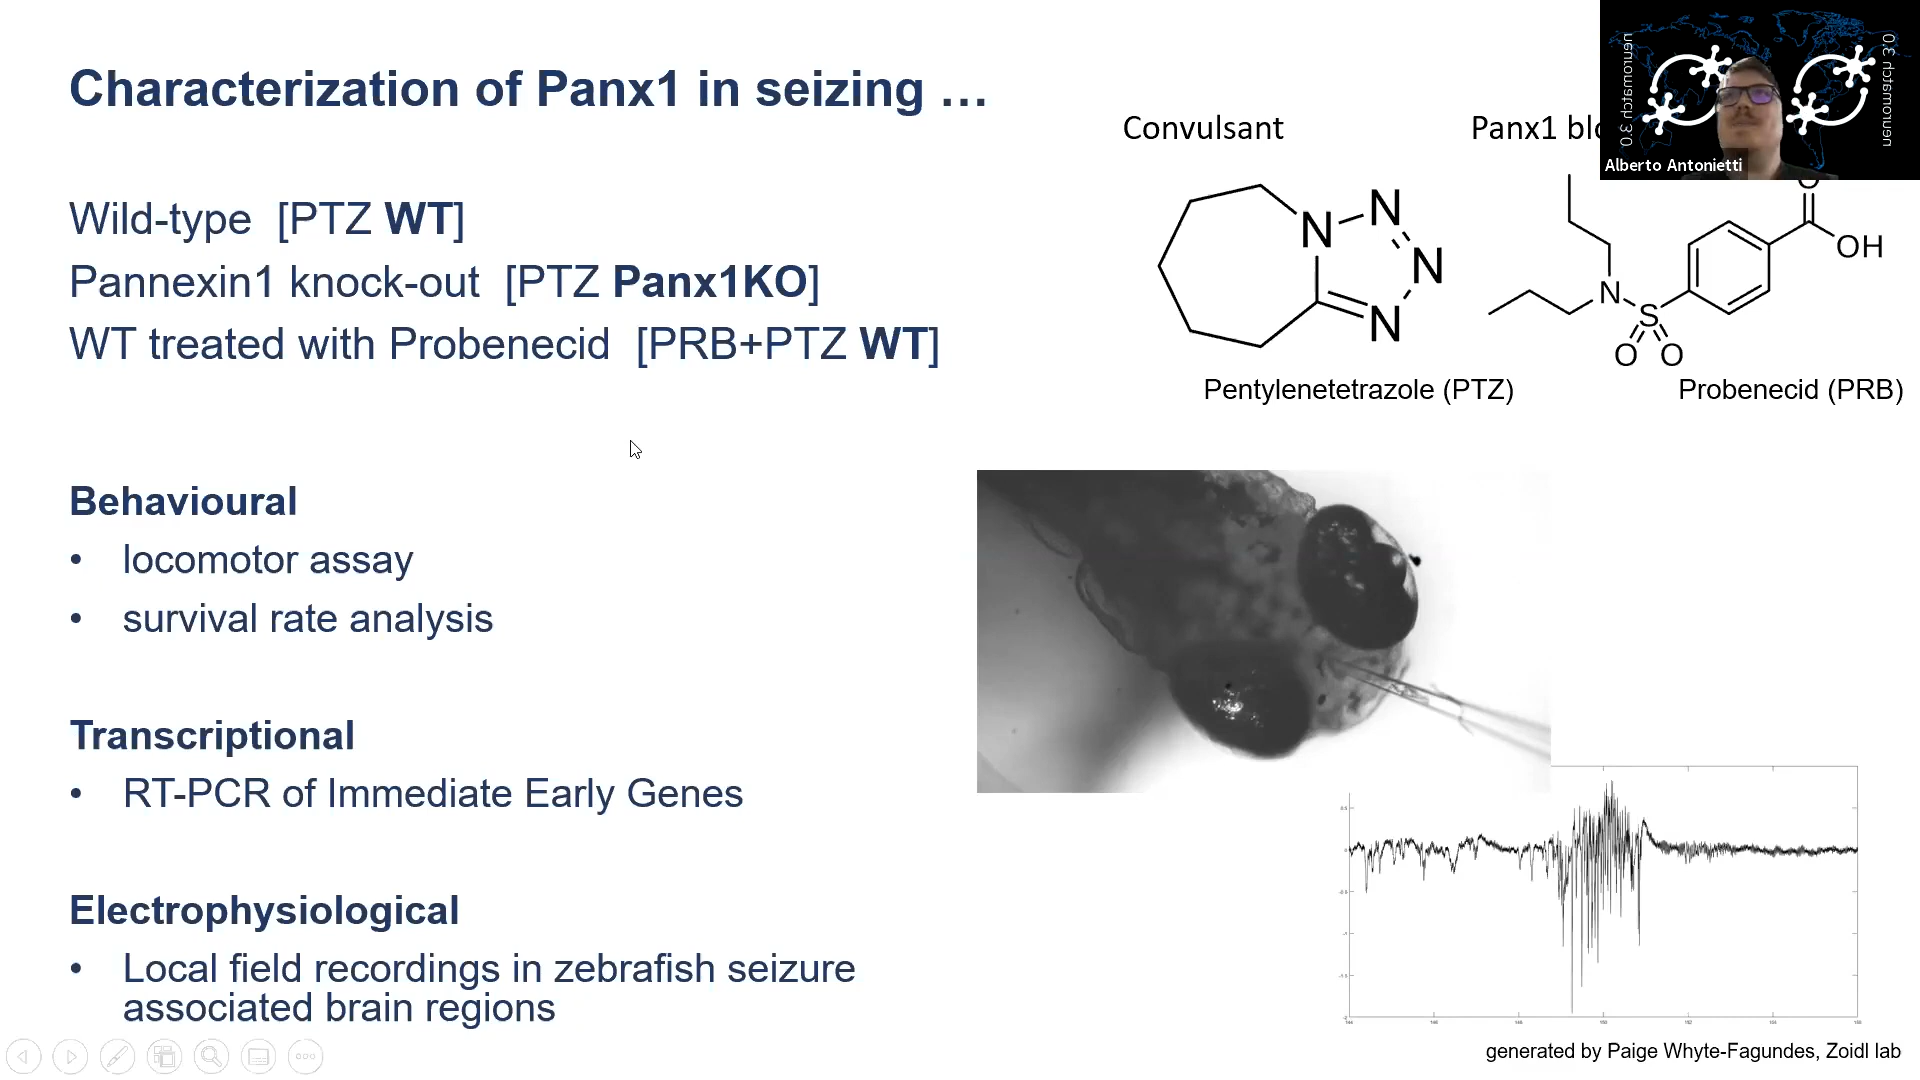 Characterization of Panx1 in seizing …
Wild-type [PTZ WT]
Pannexin1 knock-out [PTZ Panx1KO]
WT treated with Probenecid [PRB+PTZ WT]
Behavioural
• locomotor assay
• survival rate analysis
Transcriptional
• RT-PCR of Immediate Early Genes
Electrophysiological
• Local field recordings in zebrafish seizure
associated brain regions
Convulsant
Panx1
N
N
N
N
Pentylenetetrazole (PTZ)
OH
N
S
O O
Probenecid (PRB)
neuromatch 3.0
neuromatch 3.0
Alberto Antonietti
generated by Paige Whyte-Fagundes, Zoidl lab